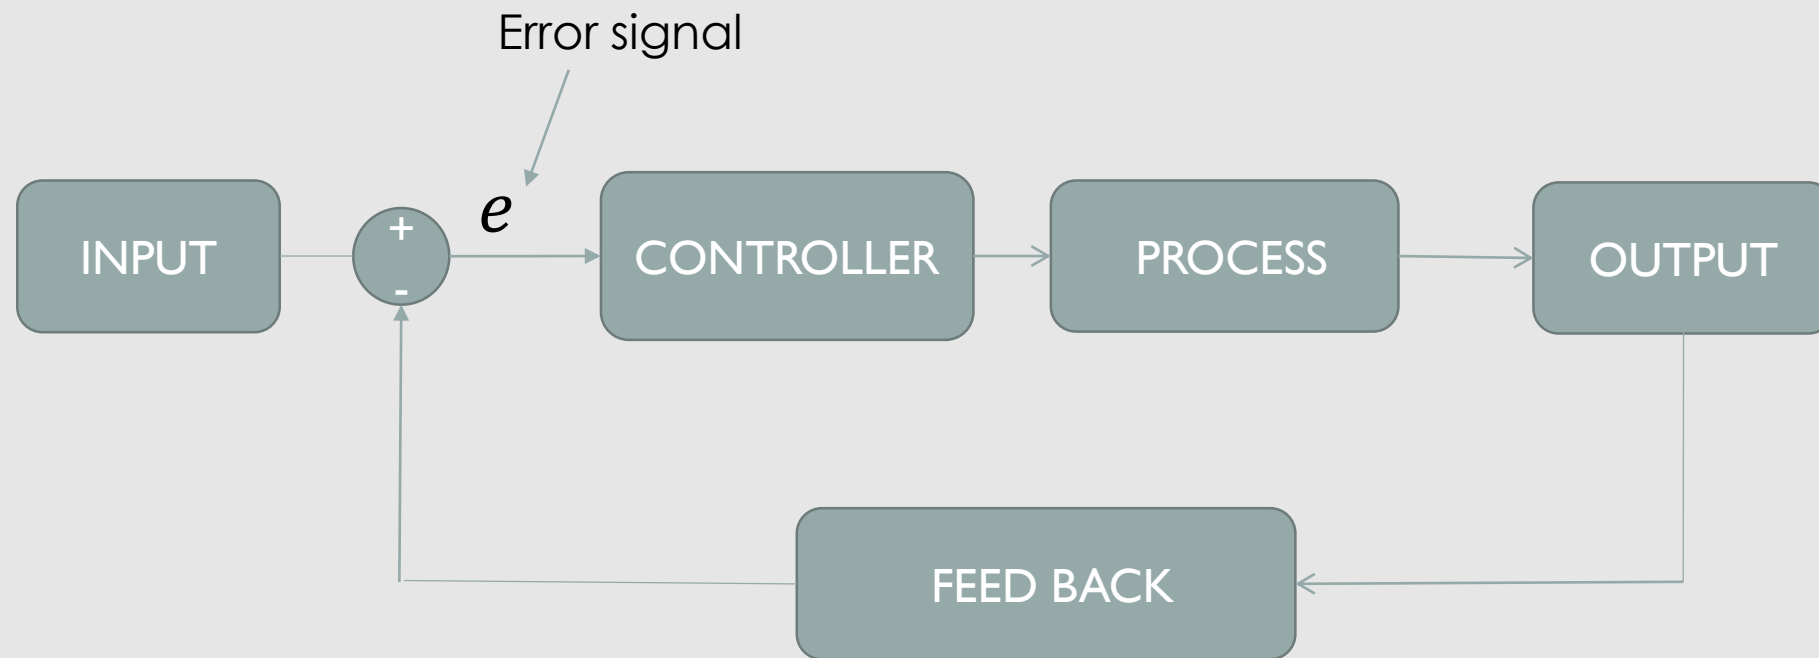 Error signal
e
INPUT
+
-
CONTROLLER
PROCESS
OUTPUT
FEED BACK